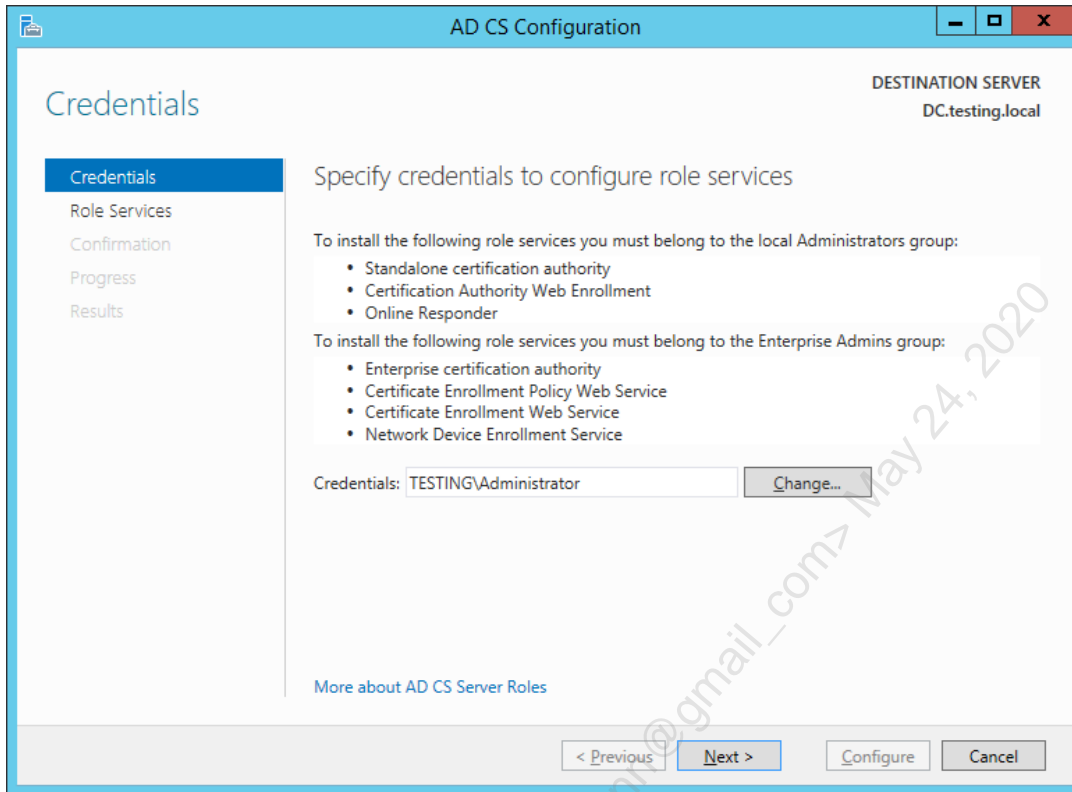 AD CS Configuration
Credentials
DESTINATION SERVER
DC.testing.local
Credentials
Role Services
Confirmation
Progress
Results
Specify credentials to configure role services
To install the following role services you must belong to the local Administrators group:
• Standalone certification authority
• Certification Authority Web Enrollment
• Online Responder
To install the following role services you must belong to the Enterprise Admins group:
• Enterprise certification authority
• Certificate Enrollment Policy Web Service
• Certificate Enrollment Web Service
• Network Device Enrollment Service
Credentials: TESTING\Administrator Change...
More about AD CS Server Roles
< Previous Next > Configure Cancel
@gmail_com> May 24, 2020